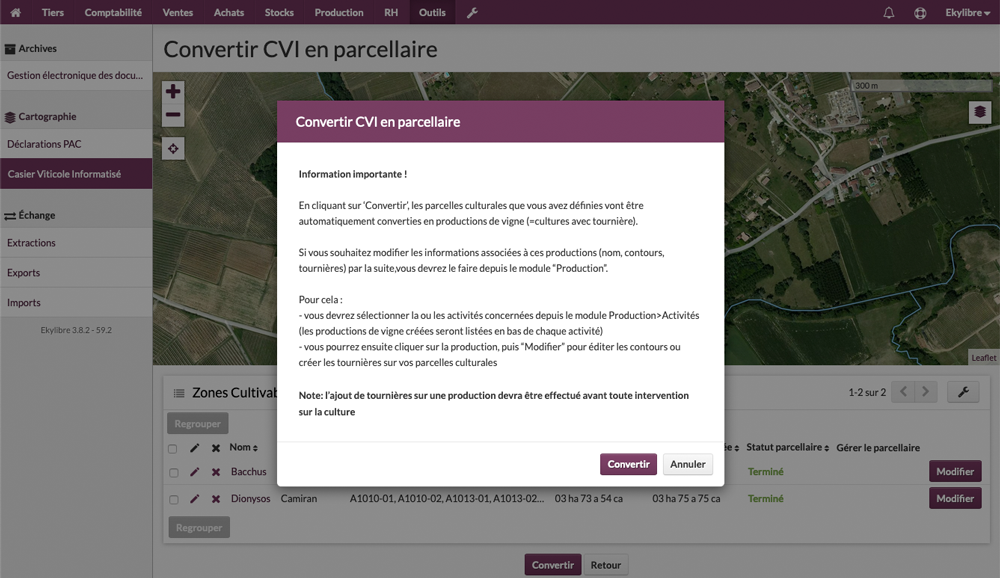 Tiers Comptabilité Ventes Achats Stocks Production RH Outils Ekylibre
Archives
Gestion électronique des docu...
Cartographie
Déclarations PAC
Casier Viticole Informatisé
Échange
Extractions
Exports
Imports
Ekylibre 3.8.2 - 59.2
Convertir CVI en parcellaire
300 m
Leaflet
Convertir CVI en parcellaire
Information importante !
En cliquant sur ‘Convertir’, les parcelles culturales que vous avez définies vont être
automatiquement converties en productions de vigne (=cultures avec tournière).
Si vous souhaitez modifier les informations associées à ces productions (nom, contours,
tournières) par la suite,vous devrez le faire depuis le module “Production”.
Pour cela :
- vous devrez sélectionner la ou les activités concernées depuis le module Production>Activités
(les productions de vigne créées seront listées en bas de chaque activité)
- vous pourrez ensuite cliquer sur la production, puis “Modifier” pour éditer les contours ou
créer les tournières sur vos parcelles culturales
Note: l’ajout de tournières sur une production devra être effectué avant toute intervention
sur la culture
Convertir Annuler
Zones Cultivab 1-2 sur 2
Regrouper
Nom Statut parcellaire Gérer le parcellaire
Bacchus Terminé Modifier
Dionysos Camiran A1010-01, A1010-02, A1013-01, A1013-02... 03 ha 73 a 54 ca 03 ha 75 a 75 ca Terminé Modifier
Regrouper
Convertir Retour